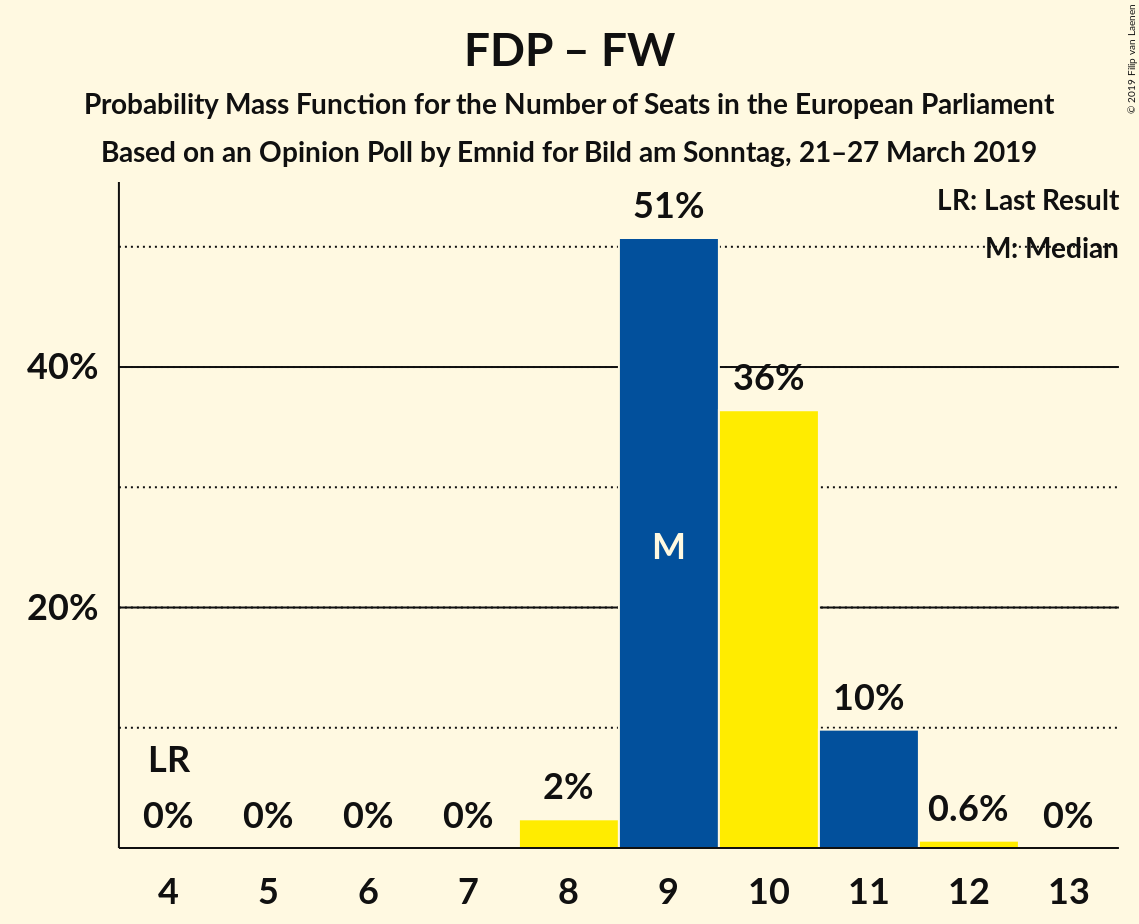 FDP – FW
Probability Mass Function for the Number of Seats in the European Parliament
Based on an Opinion Poll by Emnid for Bild am Sonntag, 21–27 March 2019
© 2019 Filip van Laenen
LR: Last Result
M: Median
51%
40%
36%
M
20%
10%
LR
2%
0%
0%
0%
0%
0.6%
0%
4
5
6
7
8
9
10
11
12
13